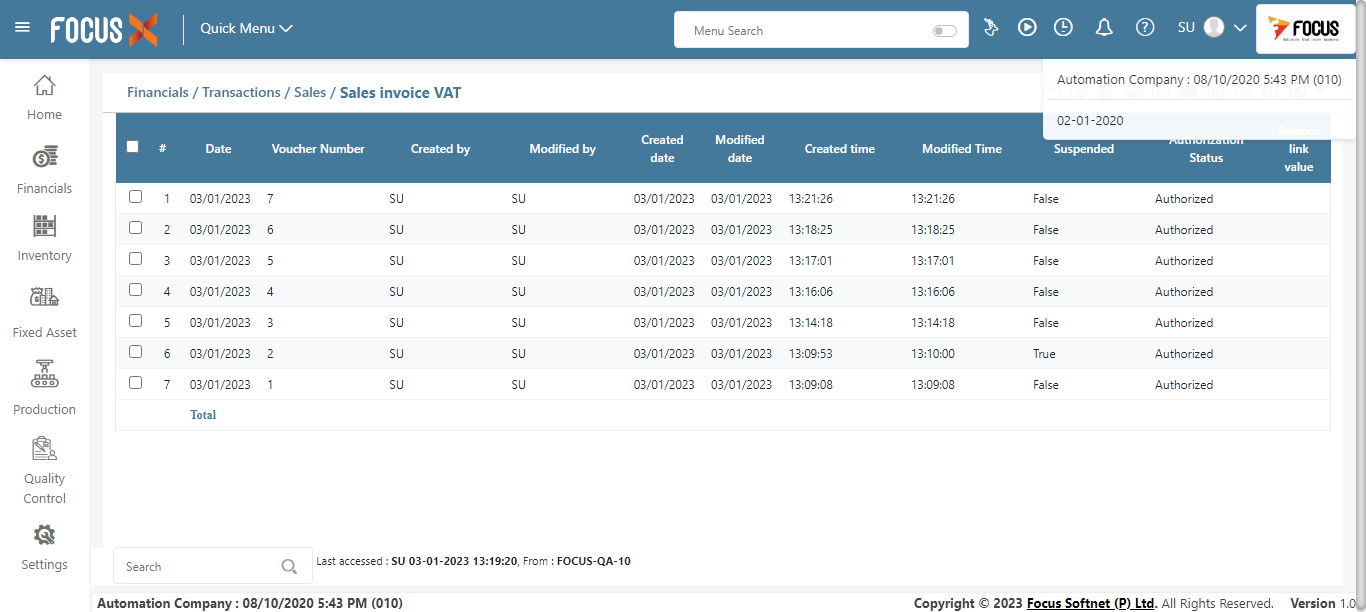 FOCUS X
Quick Menu
Menu Search
SU
FOCUS
Automation Company : 08/10/2020 5:43 PM (010)
02-01-2020
Home
Financials
Inventory
Fixed Asset
Production
Quality
Control
Settings
Financials / Transactions / Sales / Sales invoice VAT
# Date Voucher Number Created by Modified by Created date Modified date Created time Modified Time Suspended Authorization Status Balance link value
1 03/01/2023 7 SU SU 03/01/2023 03/01/2023 13:21:26 13:21:26 False Authorized
2 03/01/2023 6 SU SU 03/01/2023 03/01/2023 13:18:25 13:18:25 False Authorized
3 03/01/2023 5 SU SU 03/01/2023 03/01/2023 13:17:01 13:17:01 False Authorized
4 03/01/2023 4 SU SU 03/01/2023 03/01/2023 13:16:06 13:16:06 False Authorized
5 03/01/2023 3 SU SU 03/01/2023 03/01/2023 13:14:18 13:14:18 False Authorized
6 03/01/2023 2 SU SU 03/01/2023 03/01/2023 13:09:53 13:10:00 True Authorized
7 03/01/2023 1 SU SU 03/01/2023 03/01/2023 13:09:08 13:09:08 False Authorized
Total
Search
Last accessed : SU 03-01-2023 13:19:20, From : FOCUS-QA-10
Automation Company : 08/10/2020 5:43 PM (010)
Copyright © 2023 Focus Softnet (P) Ltd. All Rights Reserved. Version 1.0